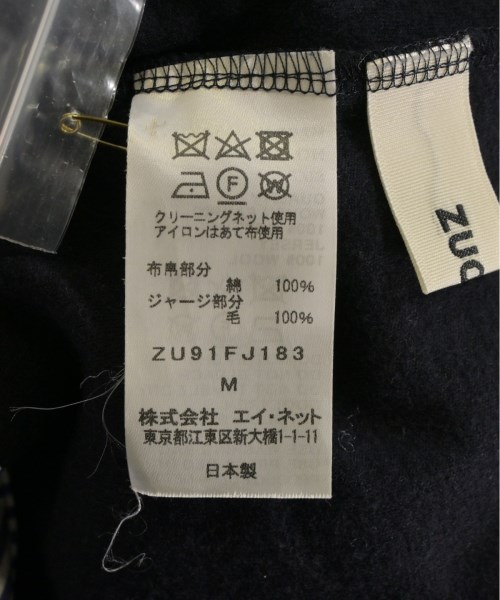 F
W
クリーニングネット使用
アイロンはあて布使用
布帛部分
綿 100%
ジャージ部分
毛 100%
ZU91FJ183
M
株式会社 エイ・ネット
東京都江東区新大橋1-1-11
日本製
ZUC